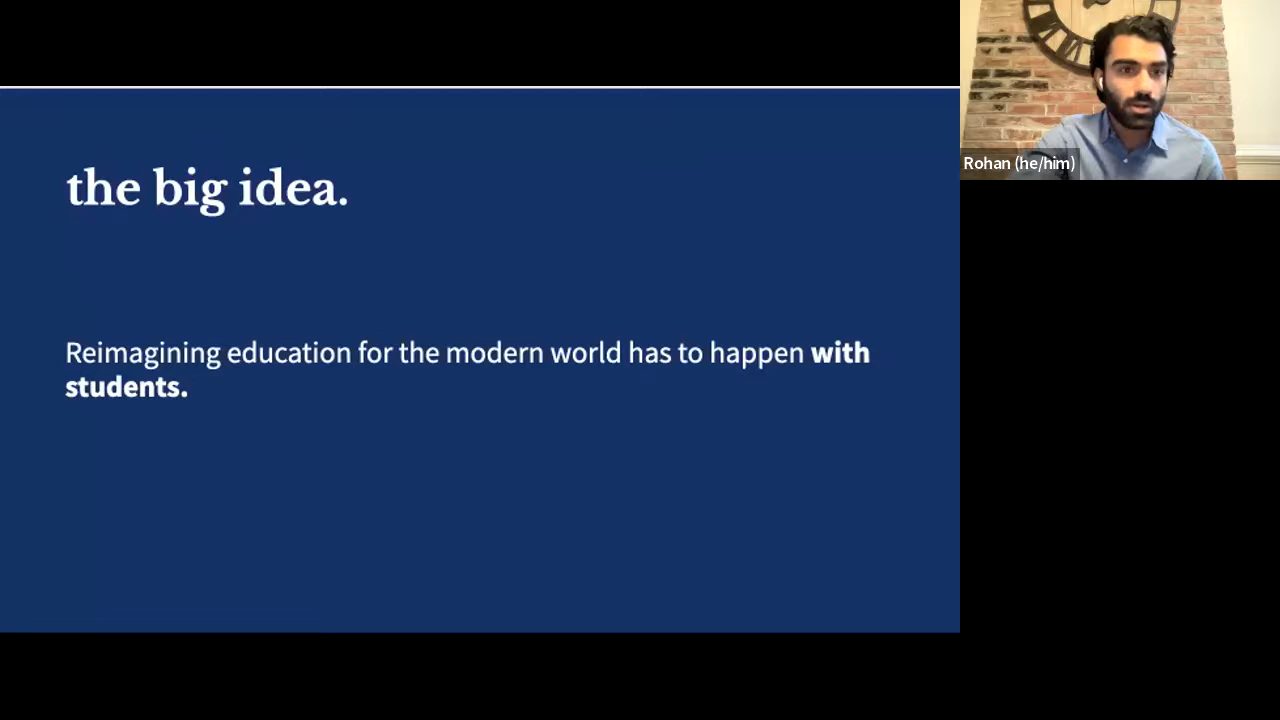 the big idea.
Reimagining education for the modern world has to happen with
students.
Rohan (he/him)